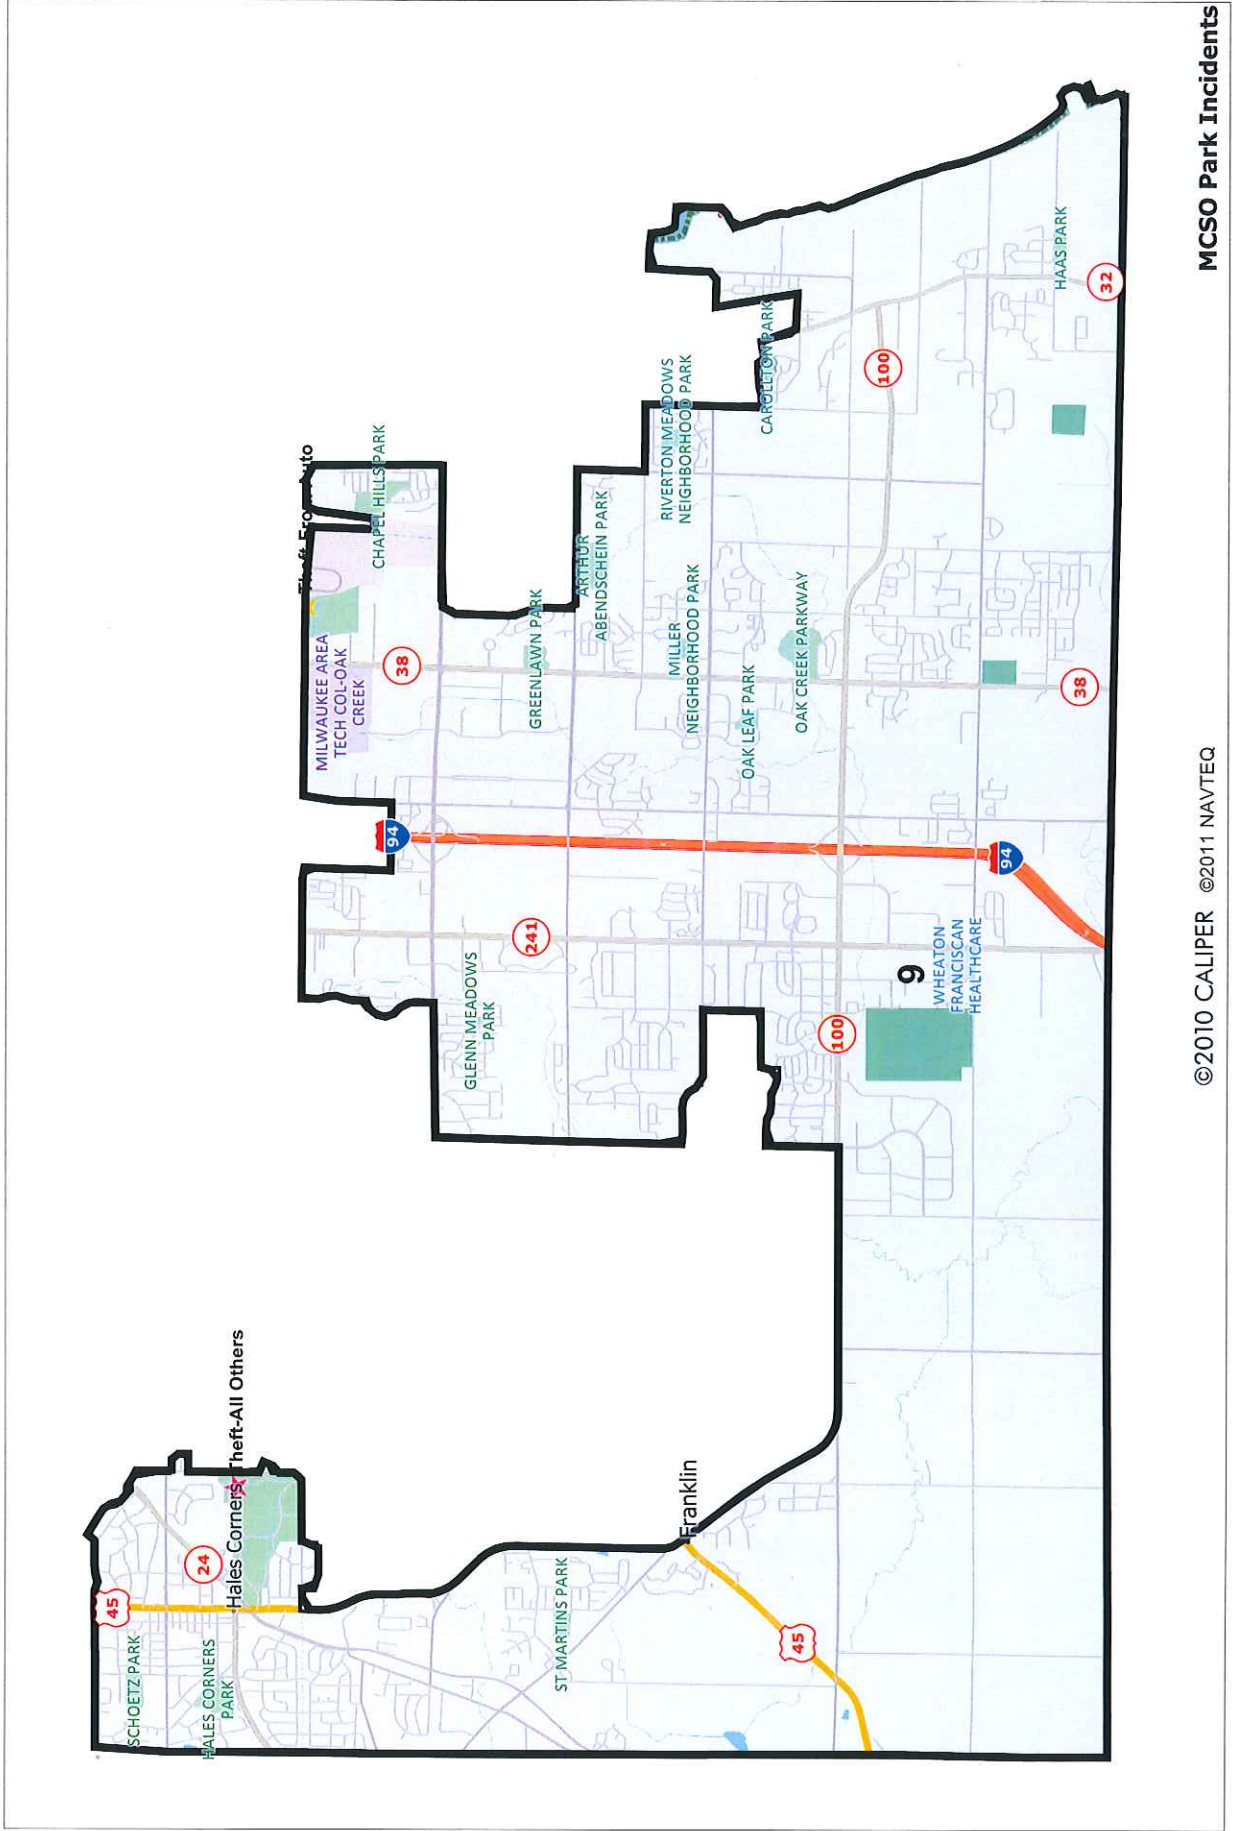 MCSO Park Incidents
45
24
SCHOETZ PARK
HALES CORNERS
PARK
Hales Corners
Theft-All Others
Theft From Auto
MILWAUKEE AREA
TECH COL-OAK
CREEK
CHAPEL HILLS PARK
38
94
241
GLENN MEADOWS
PARK
GREENLAWN PARK
ARTHUR
ABENDSCHEIN PARK
ST MARTINS PARK
Franklin
RIVERTON MEADOWS
NEIGHBORHOOD PARK
MILLER
NEIGHBORHOOD PARK
OAK LEAF PARK
CAROLLTON PARK
OAK CREEK PARKWAY
45
100
100
9
WHEATON-
FRANCISCAN
HEALTHCARE
94
38
HAAS PARK
32
©2010 CALIPER ©2011 NAVTEQ